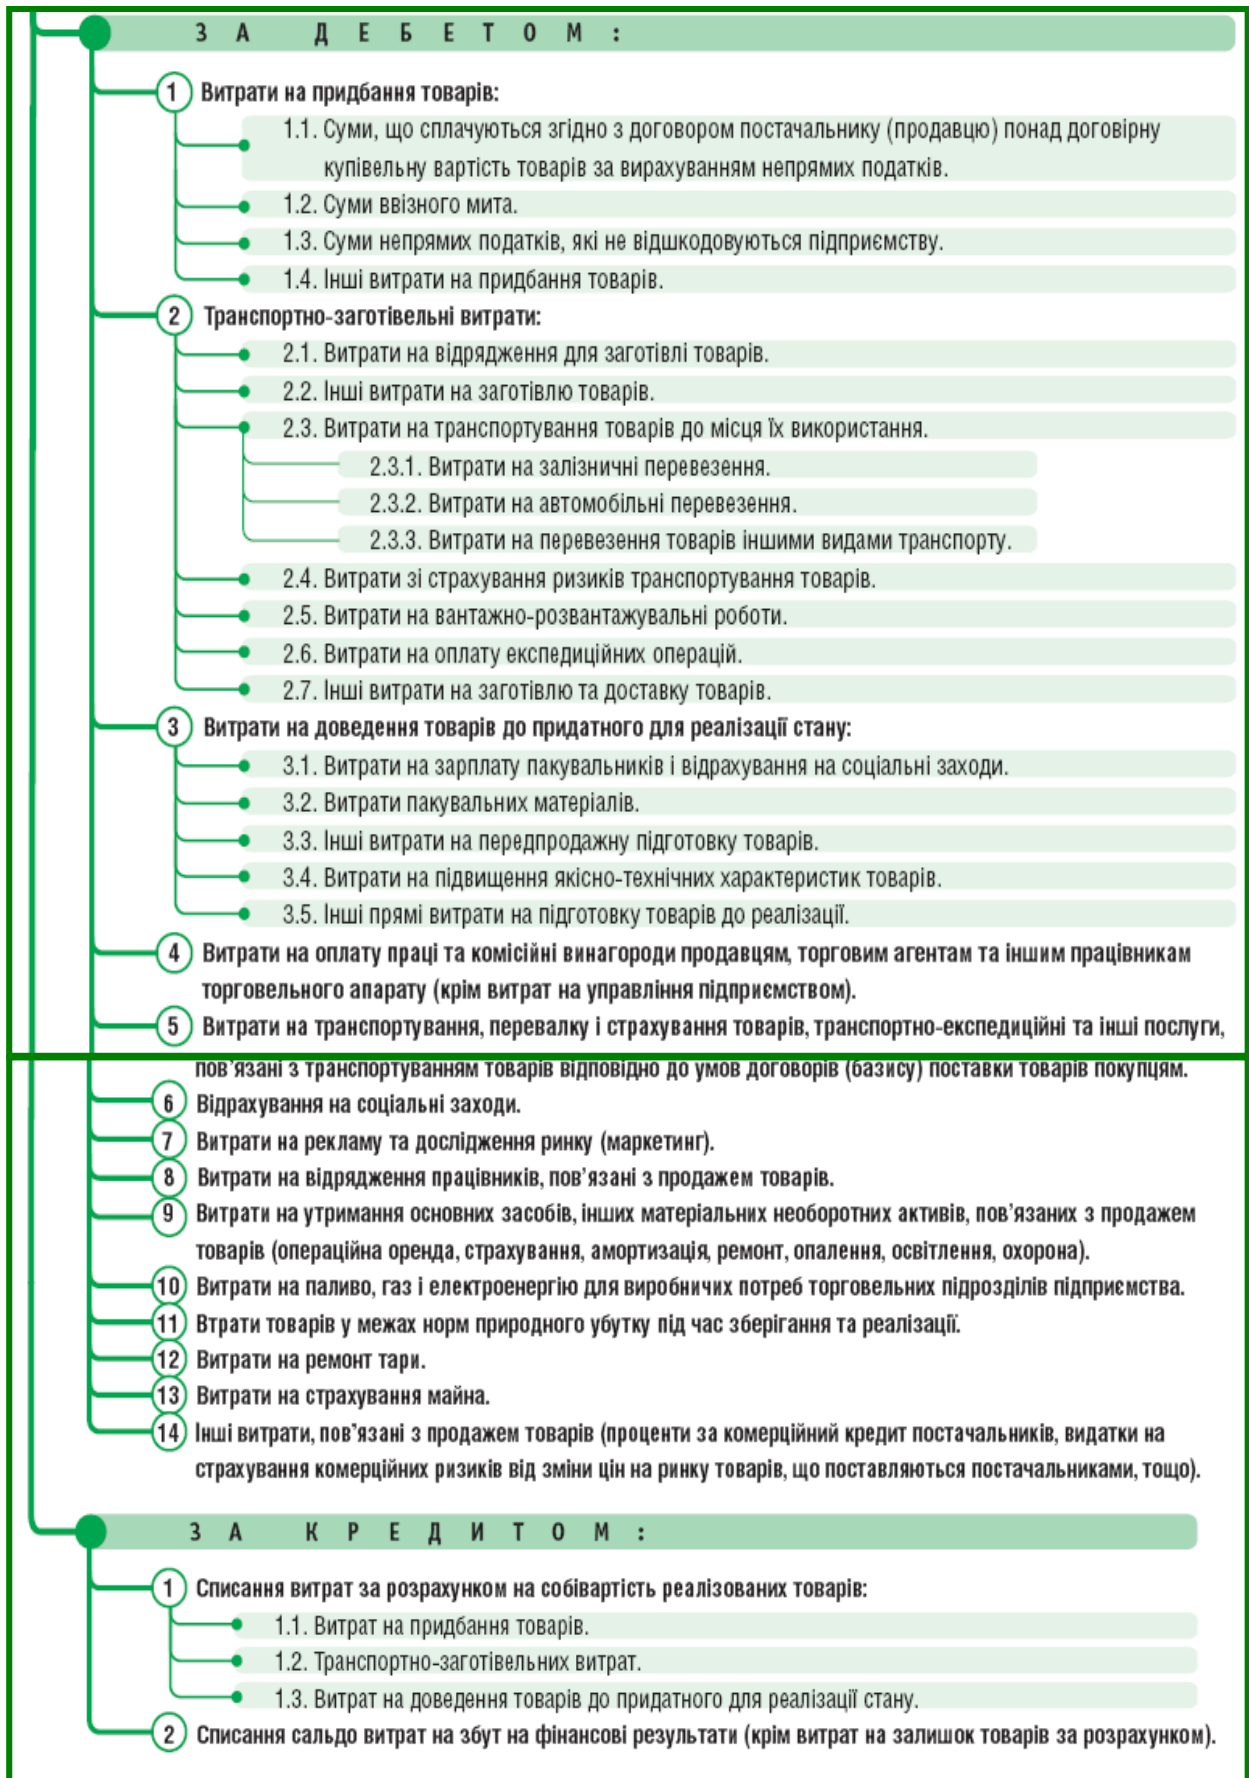 ЗА ДЕБЕТОМ:
1 Витрати на придбання товарів:
1.1. Суми, що сплачуються згідно з договором постачальнику (продавцю) понад договірну
купівельну вартість товарів за вирахуванням непрямих податків.
1.2. Суми ввізного мита.
1.3. Суми непрямих податків, які не відшкодовуються підприємству.
1.4. Інші витрати на придбання товарів.
2 Транспортно-заготівельні витрати:
2.1. Витрати на відрядження для заготівлі товарів.
2.2. Інші витрати на заготівлю товарів.
2.3. Витрати на транспортування товарів до місця їх використання.
2.3.1. Витрати на залізничні перевезення.
2.3.2. Витрати на автомобільні перевезення.
2.3.3. Витрати на перевезення товарів іншими видами транспорту.
2.4. Витрати зі страхування ризиків транспортування товарів.
2.5. Витрати на вантажно-розвантажувальні роботи.
2.6. Витрати на оплату експедиційних операцій.
2.7. Інші витрати на заготівлю та доставку товарів.
3 Витрати на доведення товарів до придатного для реалізації стану:
3.1. Витрати на зарплату пакувальників і відрахування на соціальні заходи.
3.2. Витрати пакувальних матеріалів.
3.3. Інші витрати на передпродажну підготовку товарів.
3.4. Витрати на підвищення якісно-технічних характеристик товарів.
3.5. Інші прямі витрати на підготовку товарів до реалізації.
4 Витрати на оплату праці та комісійні винагороди продавцям, торговим агентам та іншим працівникам
торговельного апарату (крім витрат на управління підприємством).
5 Витрати на транспортування, перевалку і страхування товарів, транспортно-експедиційні та інші послуги,
пов’язані з транспортуванням товарів відповідно до умов договорів (базису) поставки товарів покупцям.
6 Відрахування на соціальні заходи.
7 Витрати на рекламу та дослідження ринку (маркетинг).
8 Витрати на відрядження працівників, пов’язані з продажем товарів.
9 Витрати на утримання основних засобів, інших матеріальних необоротних активів, пов’язаних з продажем
товарів (операційна оренда, страхування, амортизація, ремонт, опалення, освітлення, охорона).
10 Витрати на паливо, газ і електроенергію для виробничих потреб торговельних підрозділів підприємства.
11 Втрати товарів у межах норм природного убутку під час зберігання та реалізації.
12 Витрати на ремонт тари.
13 Витрати на страхування майна.
14 Інші витрати, пов’язані з продажем товарів (проценти за комерційний кредит постачальників, видатки на
страхування комерційних ризиків від зміни цін на ринку товарів, що поставляються постачальниками, тощо).
ЗА КРЕДИТОМ:
1 Списання витрат за розрахунком на собівартість реалізованих товарів:
1.1. Витрат на придбання товарів.
1.2. Транспортно-заготівельних витрат.
1.3. Витрат на доведення товарів до придатного для реалізації стану.
2 Списання сальдо витрат на збут на фінансові результати (крім витрат на залишок товарів за розрахунком).